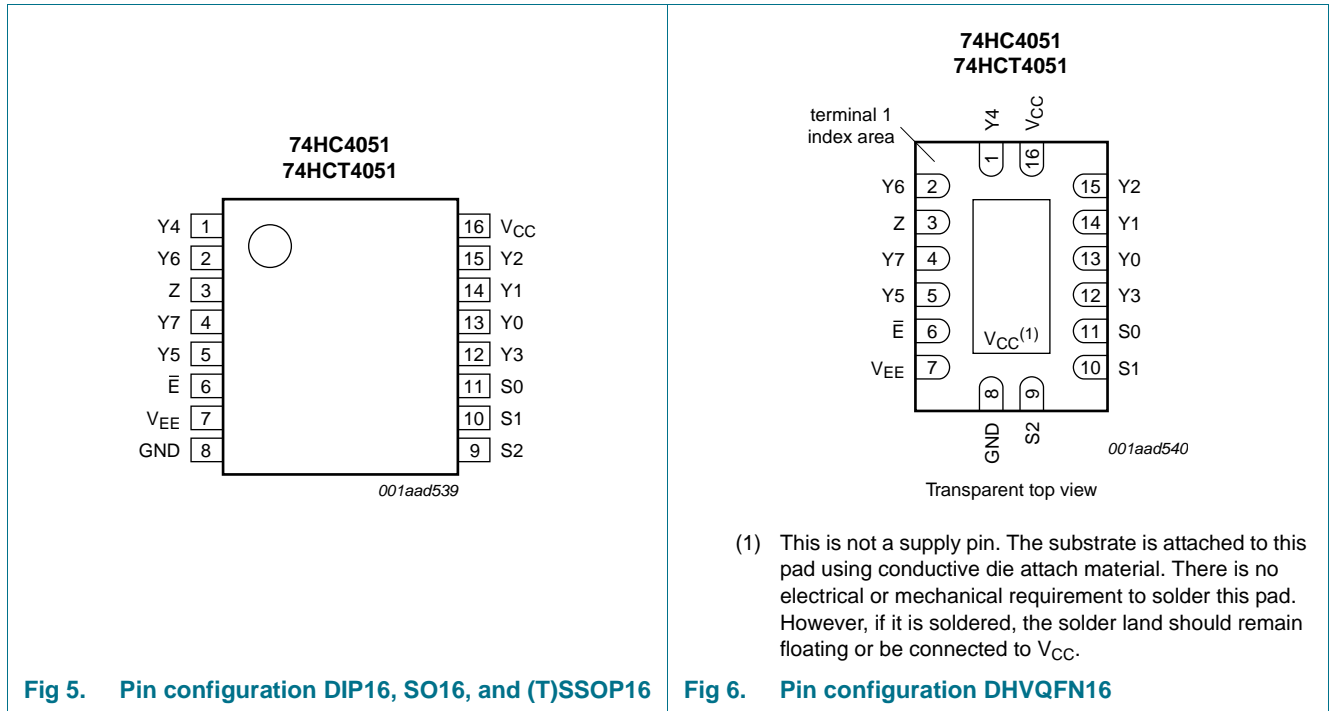 74HC4051
74HCT4051
Y4 1
16 VCC
Y6 2
15 Y2
Z 3
14 Y1
Y7 4
13 Y0
Y5 5
12 Y3
E̅ 6
11 S0
VEE 7
10 S1
GND 8
9 S2
001aad539
Fig 5. Pin configuration DIP16, SO16, and (T)SSOP16
74HC4051
74HCT4051
terminal 1
index area
Y4
VCC
1
16
Y6 2
15 Y2
Z 3
14 Y1
Y7 4
13 Y0
Y5 5
12 Y3
E̅ 6
VCC(1)
11 S0
VEE 7
10 S1
8
9
GND
S2
001aad540
Transparent top view
(1) This is not a supply pin. The substrate is attached to this
pad using conductive die attach material. There is no
electrical or mechanical requirement to solder this pad.
However, if it is soldered, the solder land should remain
floating or be connected to VCC.
Fig 6. Pin configuration DHVQFN16